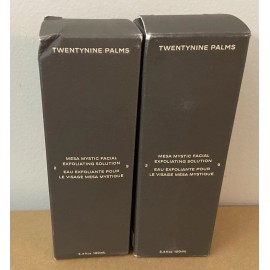 TWENTYNINE PALMS
MESA MYSTIC FACIAL
EXFOLIATING SOLUTION
EAU EXFOLIANTE POUR
LE VISAGE MESA MYSTIQUE
TWENTYNINE PALMS
MESA MYSTIC FACIAL
EXFOLIATING SOLUTION
EAU EXFOLIANTE POUR
LE VISAGE MESA MYSTIQUE